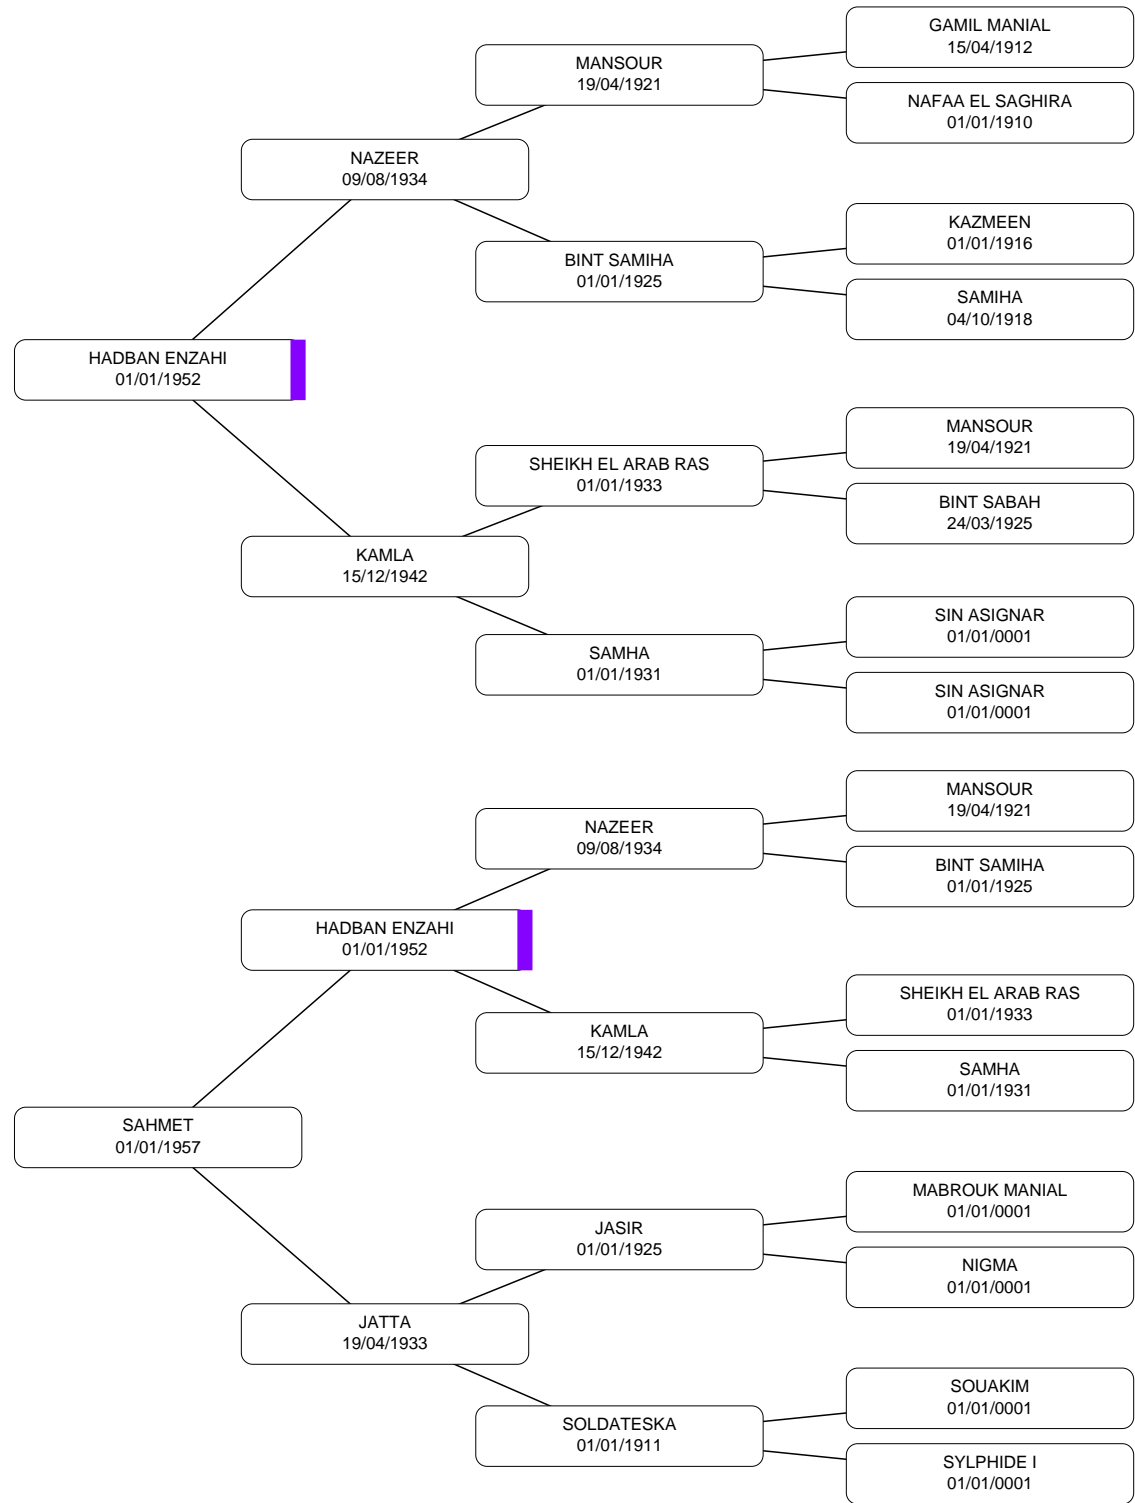 GAMIL MANIAL
15/04/1912
MANSOUR
19/04/1921
NAFAA EL SAGHIRA
01/01/1910
NAZEER
09/08/1934
KAZMEEN
01/01/1916
BINT SAMIHA
01/01/1925
SAMIHA
04/10/1918
HADBAN ENZAHI
01/01/1952
MANSOUR
19/04/1921
SHEIKH EL ARAB RAS
01/01/1933
BINT SABAH
24/03/1925
KAMLA
15/12/1942
SIN ASIGNAR
01/01/0001
SAMHA
01/01/1931
SIN ASIGNAR
01/01/0001
MANSOUR
19/04/1921
NAZEER
09/08/1934
BINT SAMIHA
01/01/1925
HADBAN ENZAHI
01/01/1952
SHEIKH EL ARAB RAS
01/01/1933
KAMLA
15/12/1942
SAMHA
01/01/1931
SAHMET
01/01/1957
MABROUK MANIAL
01/01/0001
JASIR
01/01/1925
NIGMA
01/01/0001
JATTA
19/04/1933
SOUAKIM
01/01/0001
SOLDATESKA
01/01/1911
SYLPHIDE I
01/01/0001